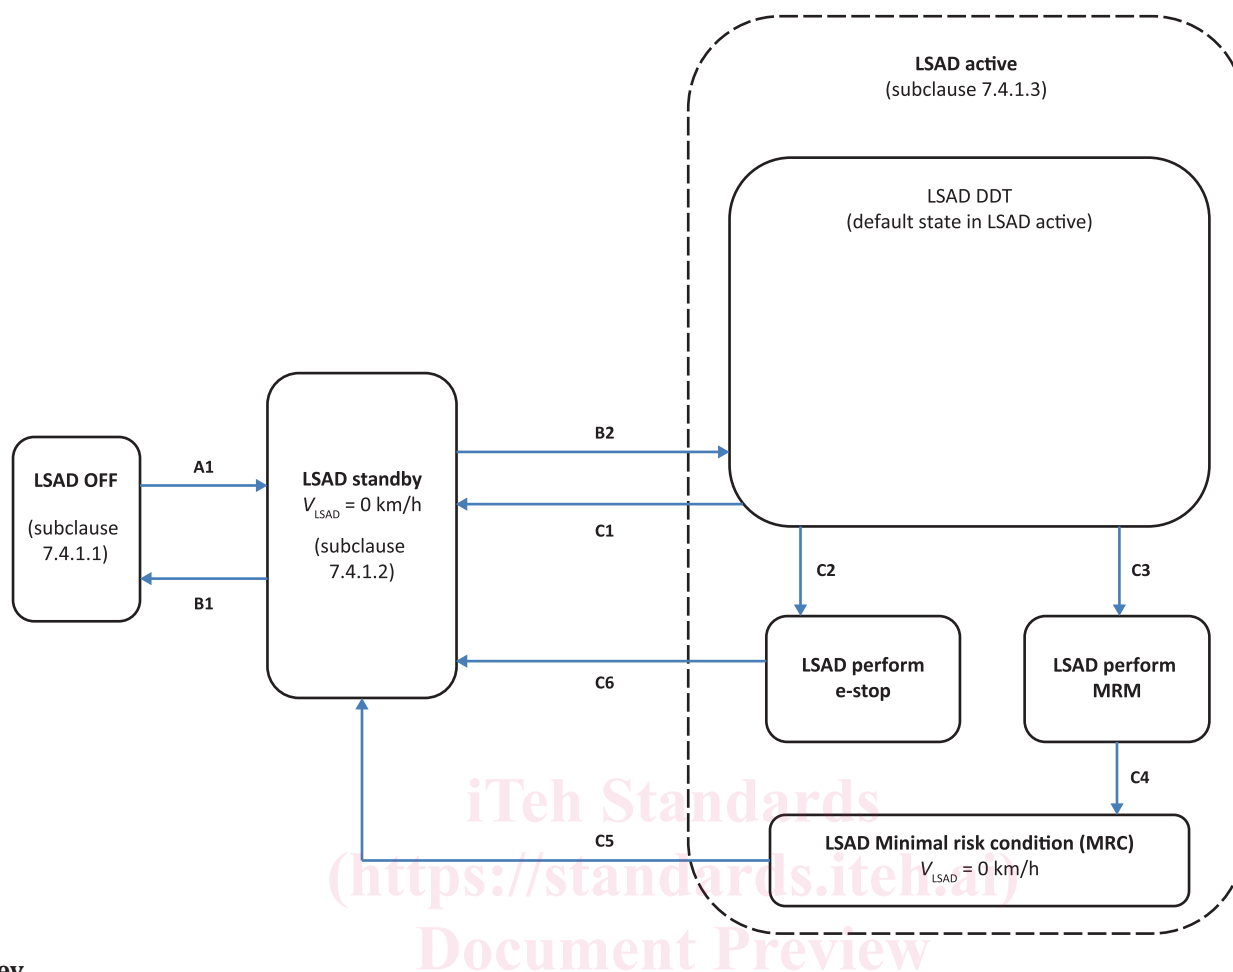 LSAD active
(subclause 7.4.1.3)
LSAD DDT
(default state in LSAD active)
B2
LSAD OFF
(subclause
7.4.1.1)
A1
LSAD standby
VLSAD = 0 km/h
(subclause
7.4.1.2)
C1
B1
C2
C3
C6
LSAD perform
e-stop
LSAD perform
MRM
C4
C5
LSAD Minimal risk condition (MRC)
VLSAD = 0 km/h
iTeh Standards
(https://standards.iteh.ai)
Document Preview